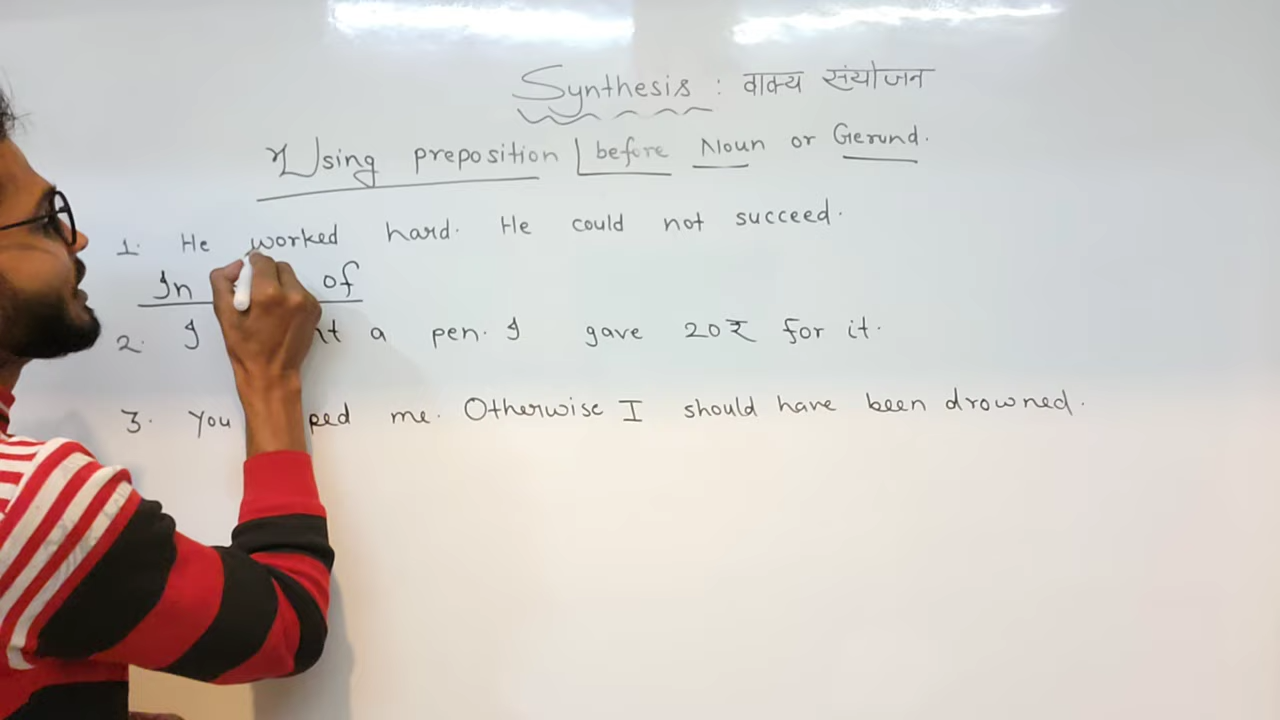 Synthesis : वाक्य संयोजन
Using preposition before Noun or Gerund.
1. He worked hard. He could not succeed.
In of
2. I a pen. I gave 20₹ for it.
3. You me. Otherwise I should have been drowned.